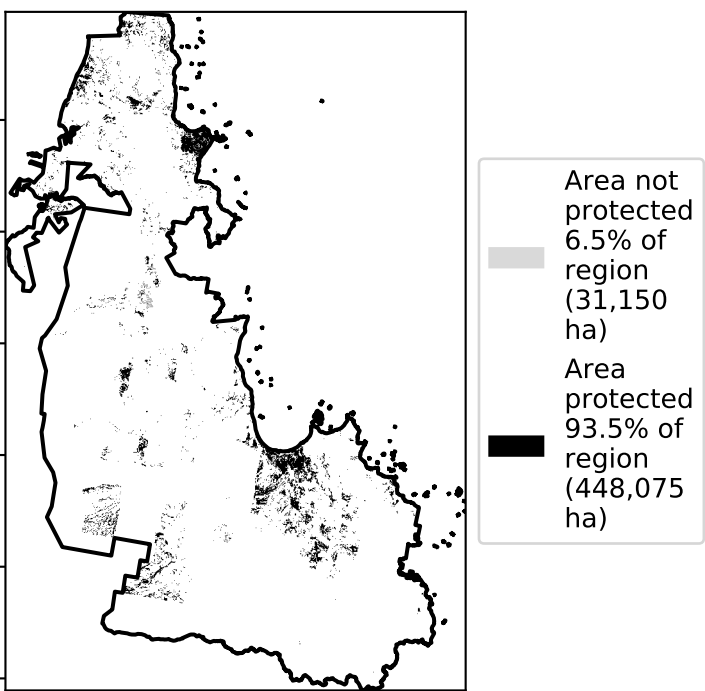 Area not
protected
6.5% of
region
(31,150
ha)
Area
protected
93.5% of
region
(448,075
ha)